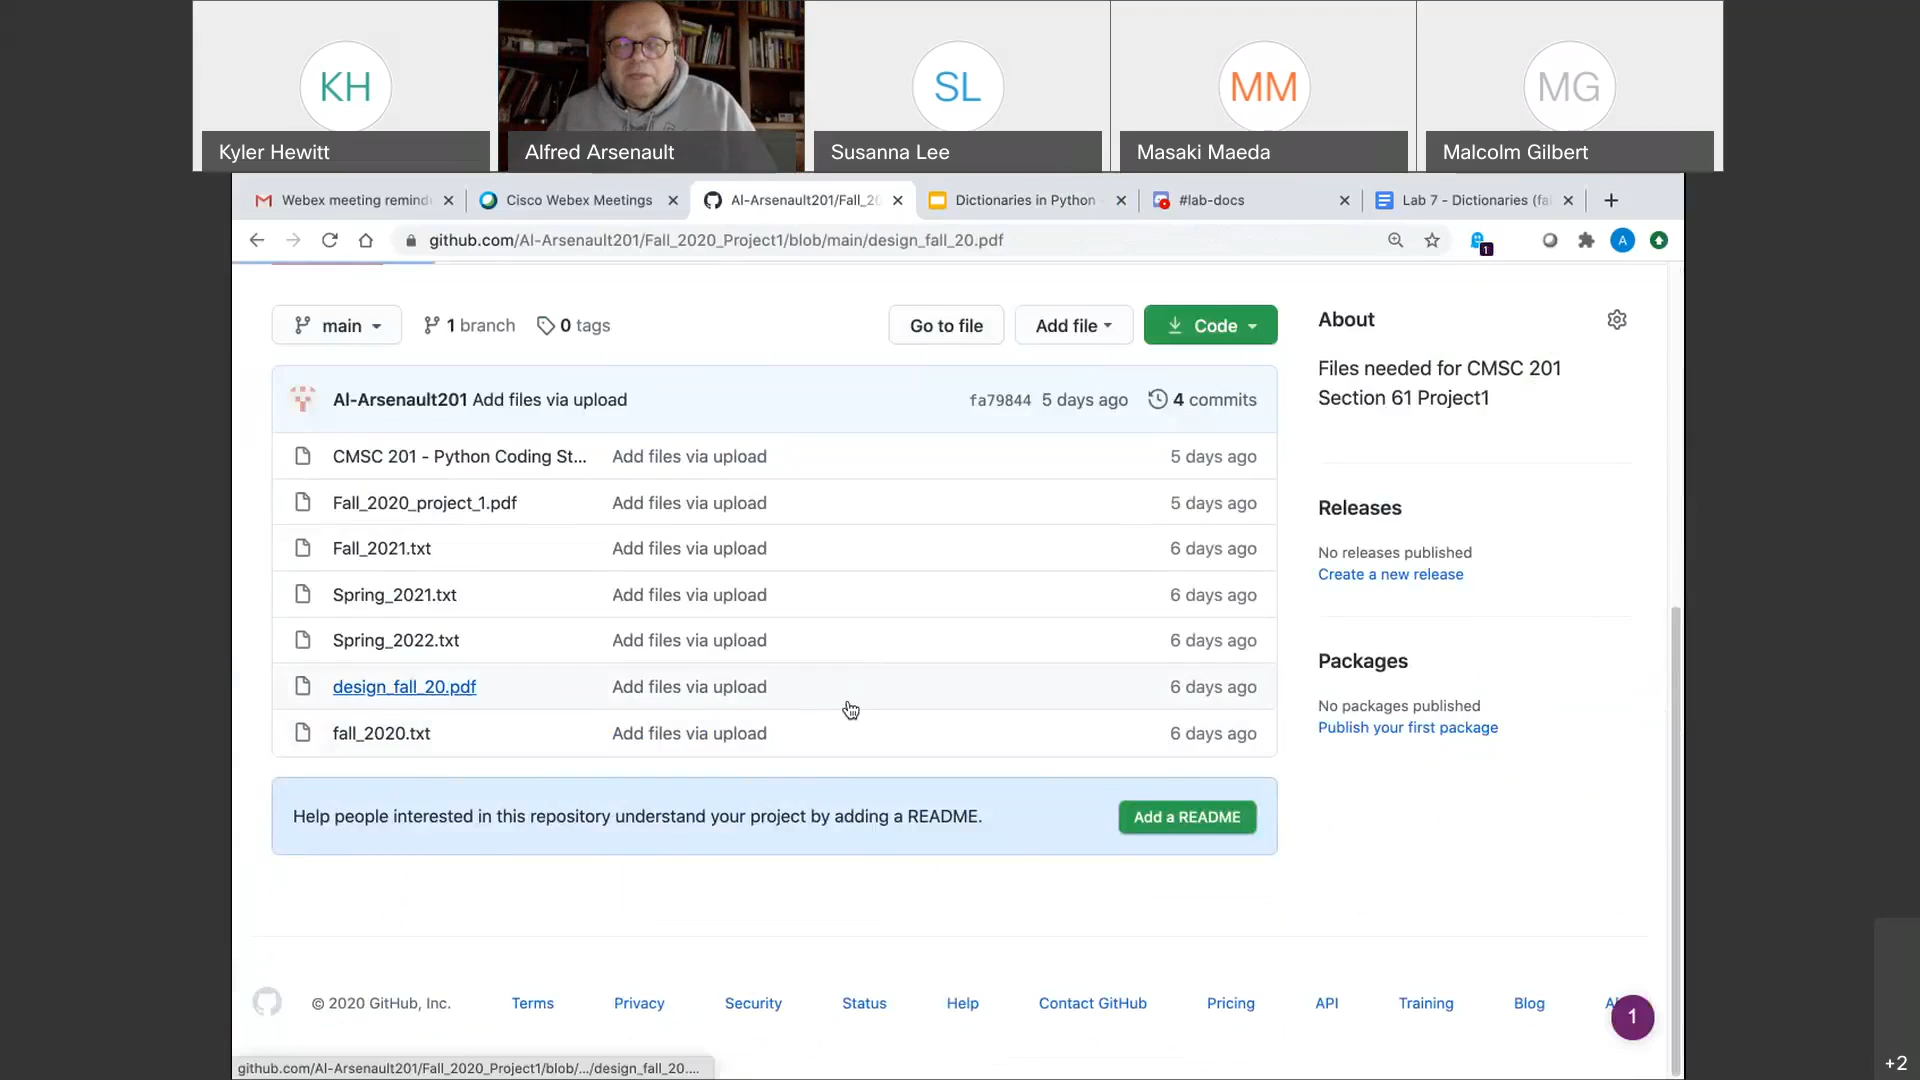 KH
SL
MM
MG
Kyler Hewitt
Alfred Arsenault
Susanna Lee
Masaki Maeda
Malcolm Gilbert
Webex meeting remind
Cisco Webex Meetings
Al-Arsenault201/Fall_20
Dictionaries in Python
#lab-docs
Lab 7 - Dictionaries (fa
github.com/Al-Arsenault201/Fall_2020_Project1/blob/main/design_fall_20.pdf
1
A
main
1 branch
0 tags
Go to file
Add file
Code
About
Files needed for CMSC 201
Section 61 Project1
Al-Arsenault201 Add files via upload
fa79844 5 days ago
4 commits
CMSC 201 - Python Coding St... Add files via upload 5 days ago
Fall_2020_project_1.pdf Add files via upload 5 days ago
Fall_2021.txt Add files via upload 6 days ago
Spring_2021.txt Add files via upload 6 days ago
Spring_2022.txt Add files via upload 6 days ago
design_fall_20.pdf Add files via upload 6 days ago
fall_2020.txt Add files via upload 6 days ago
Releases
No releases published
Create a new release
Packages
No packages published
Publish your first package
Help people interested in this repository understand your project by adding a README.
Add a README
© 2020 GitHub, Inc. Terms Privacy Security Status Help Contact GitHub Pricing API Training Blog
1
github.com/Al-Arsenault201/Fall_2020_Project1/blob/.../design_fall_20....
+2